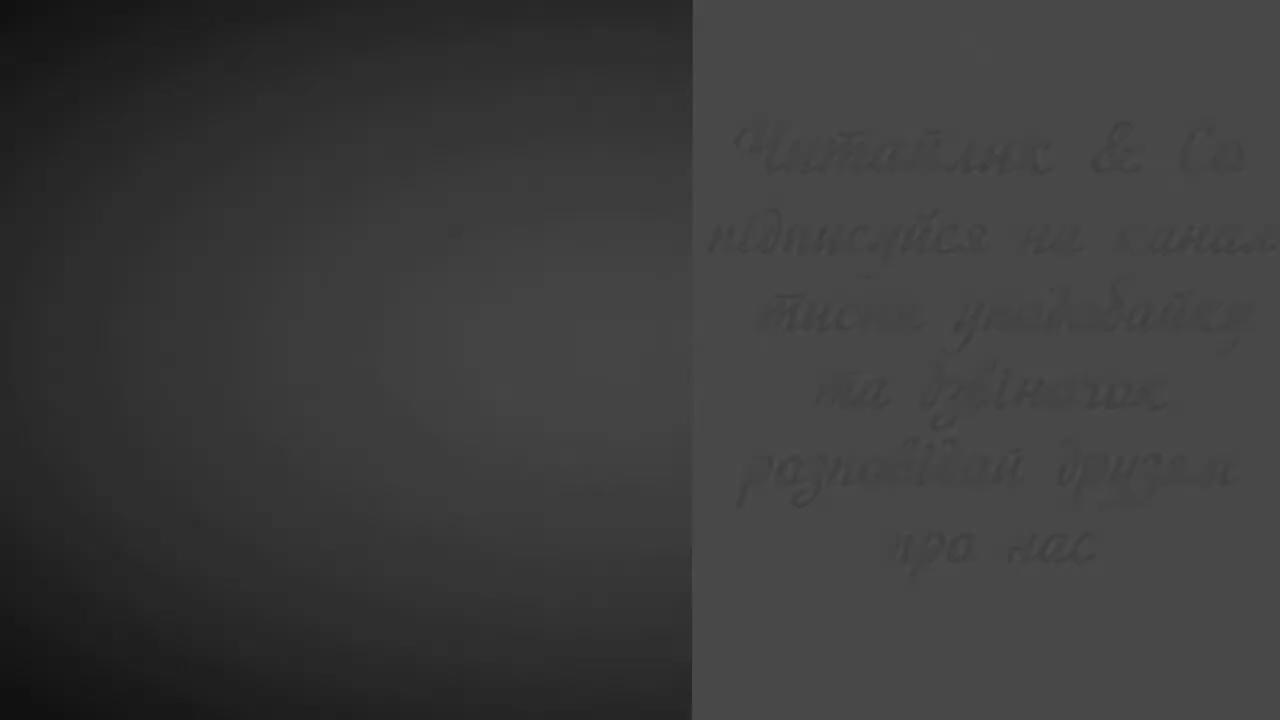 Читайлик & Co
підписуйся на канал
тисни уподобайку
та дзвіночок
розповідай друзям
про нас